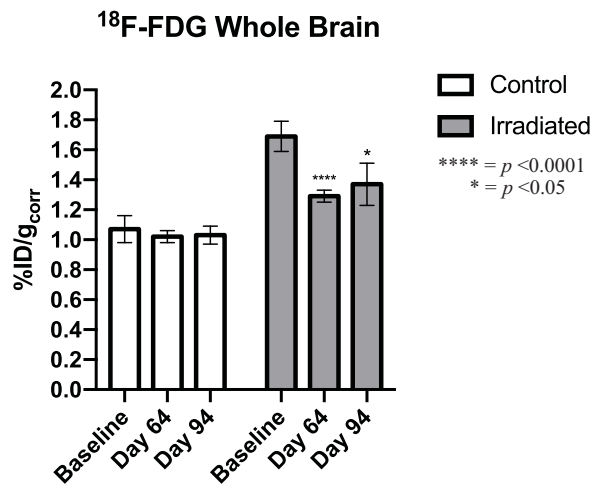 ¹⁸F-FDG Whole Brain
%ID/gcorr
2.0
1.8
1.6
1.4
1.2
1.0
0.8
0.6
0.4
0.2
0.0
****
*
Baseline
Day 64
Day 94
Baseline
Day 64
Day 94
Control
Irradiated
**** = p <0.0001
* = p <0.05